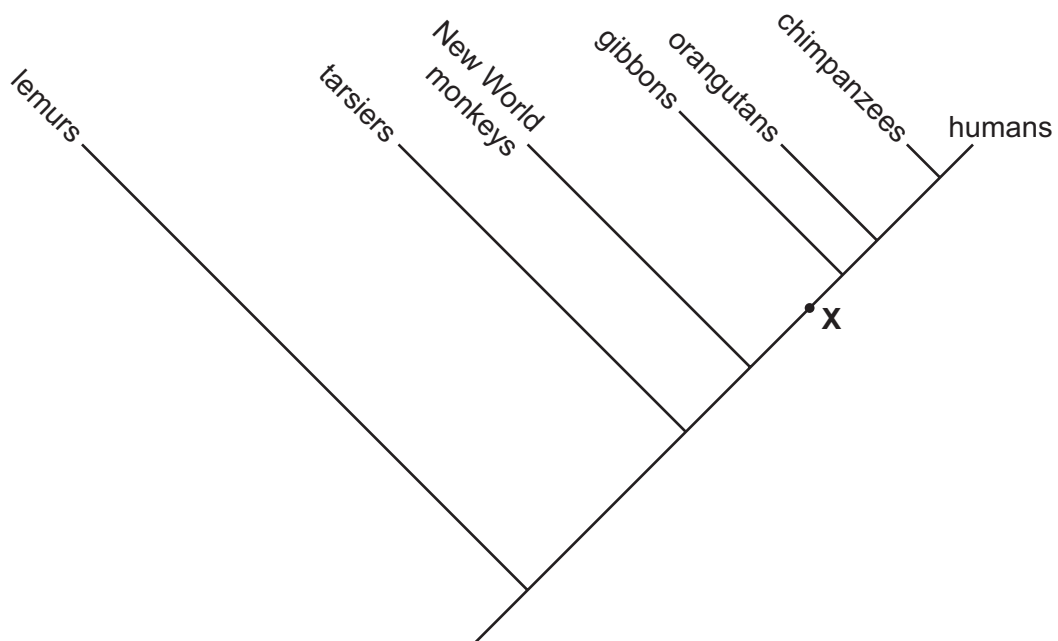 lemurs
tarsiers
New World
monkeys
gibbons
orangutans
chimpanzees
humans
X